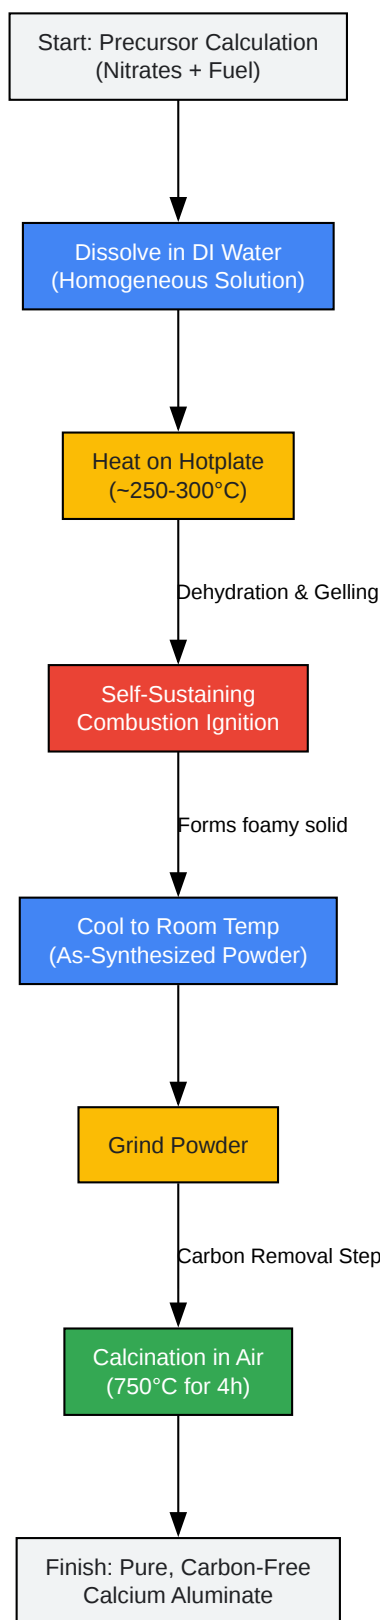 Start: Precursor Calculation
(Nitrates + Fuel)
Dissolve in DI Water
(Homogeneous Solution)
Heat on Hotplate
(~250-300°C)
Dehydration & Gelling
Self-Sustaining
Combustion Ignition
Forms foamy solid
Cool to Room Temp
(As-Synthesized Powder)
Grind Powder
Carbon Removal Step
Calcination in Air
(750°C for 4h)
Finish: Pure, Carbon-Free
Calcium Aluminate